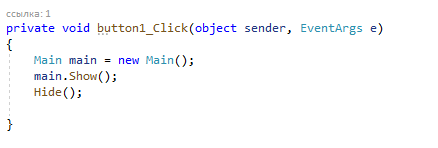 ссылка: 1
private void button1_Click(object sender, EventArgs e)
{
    Main main = new Main();
    main.Show();
    Hide();
}